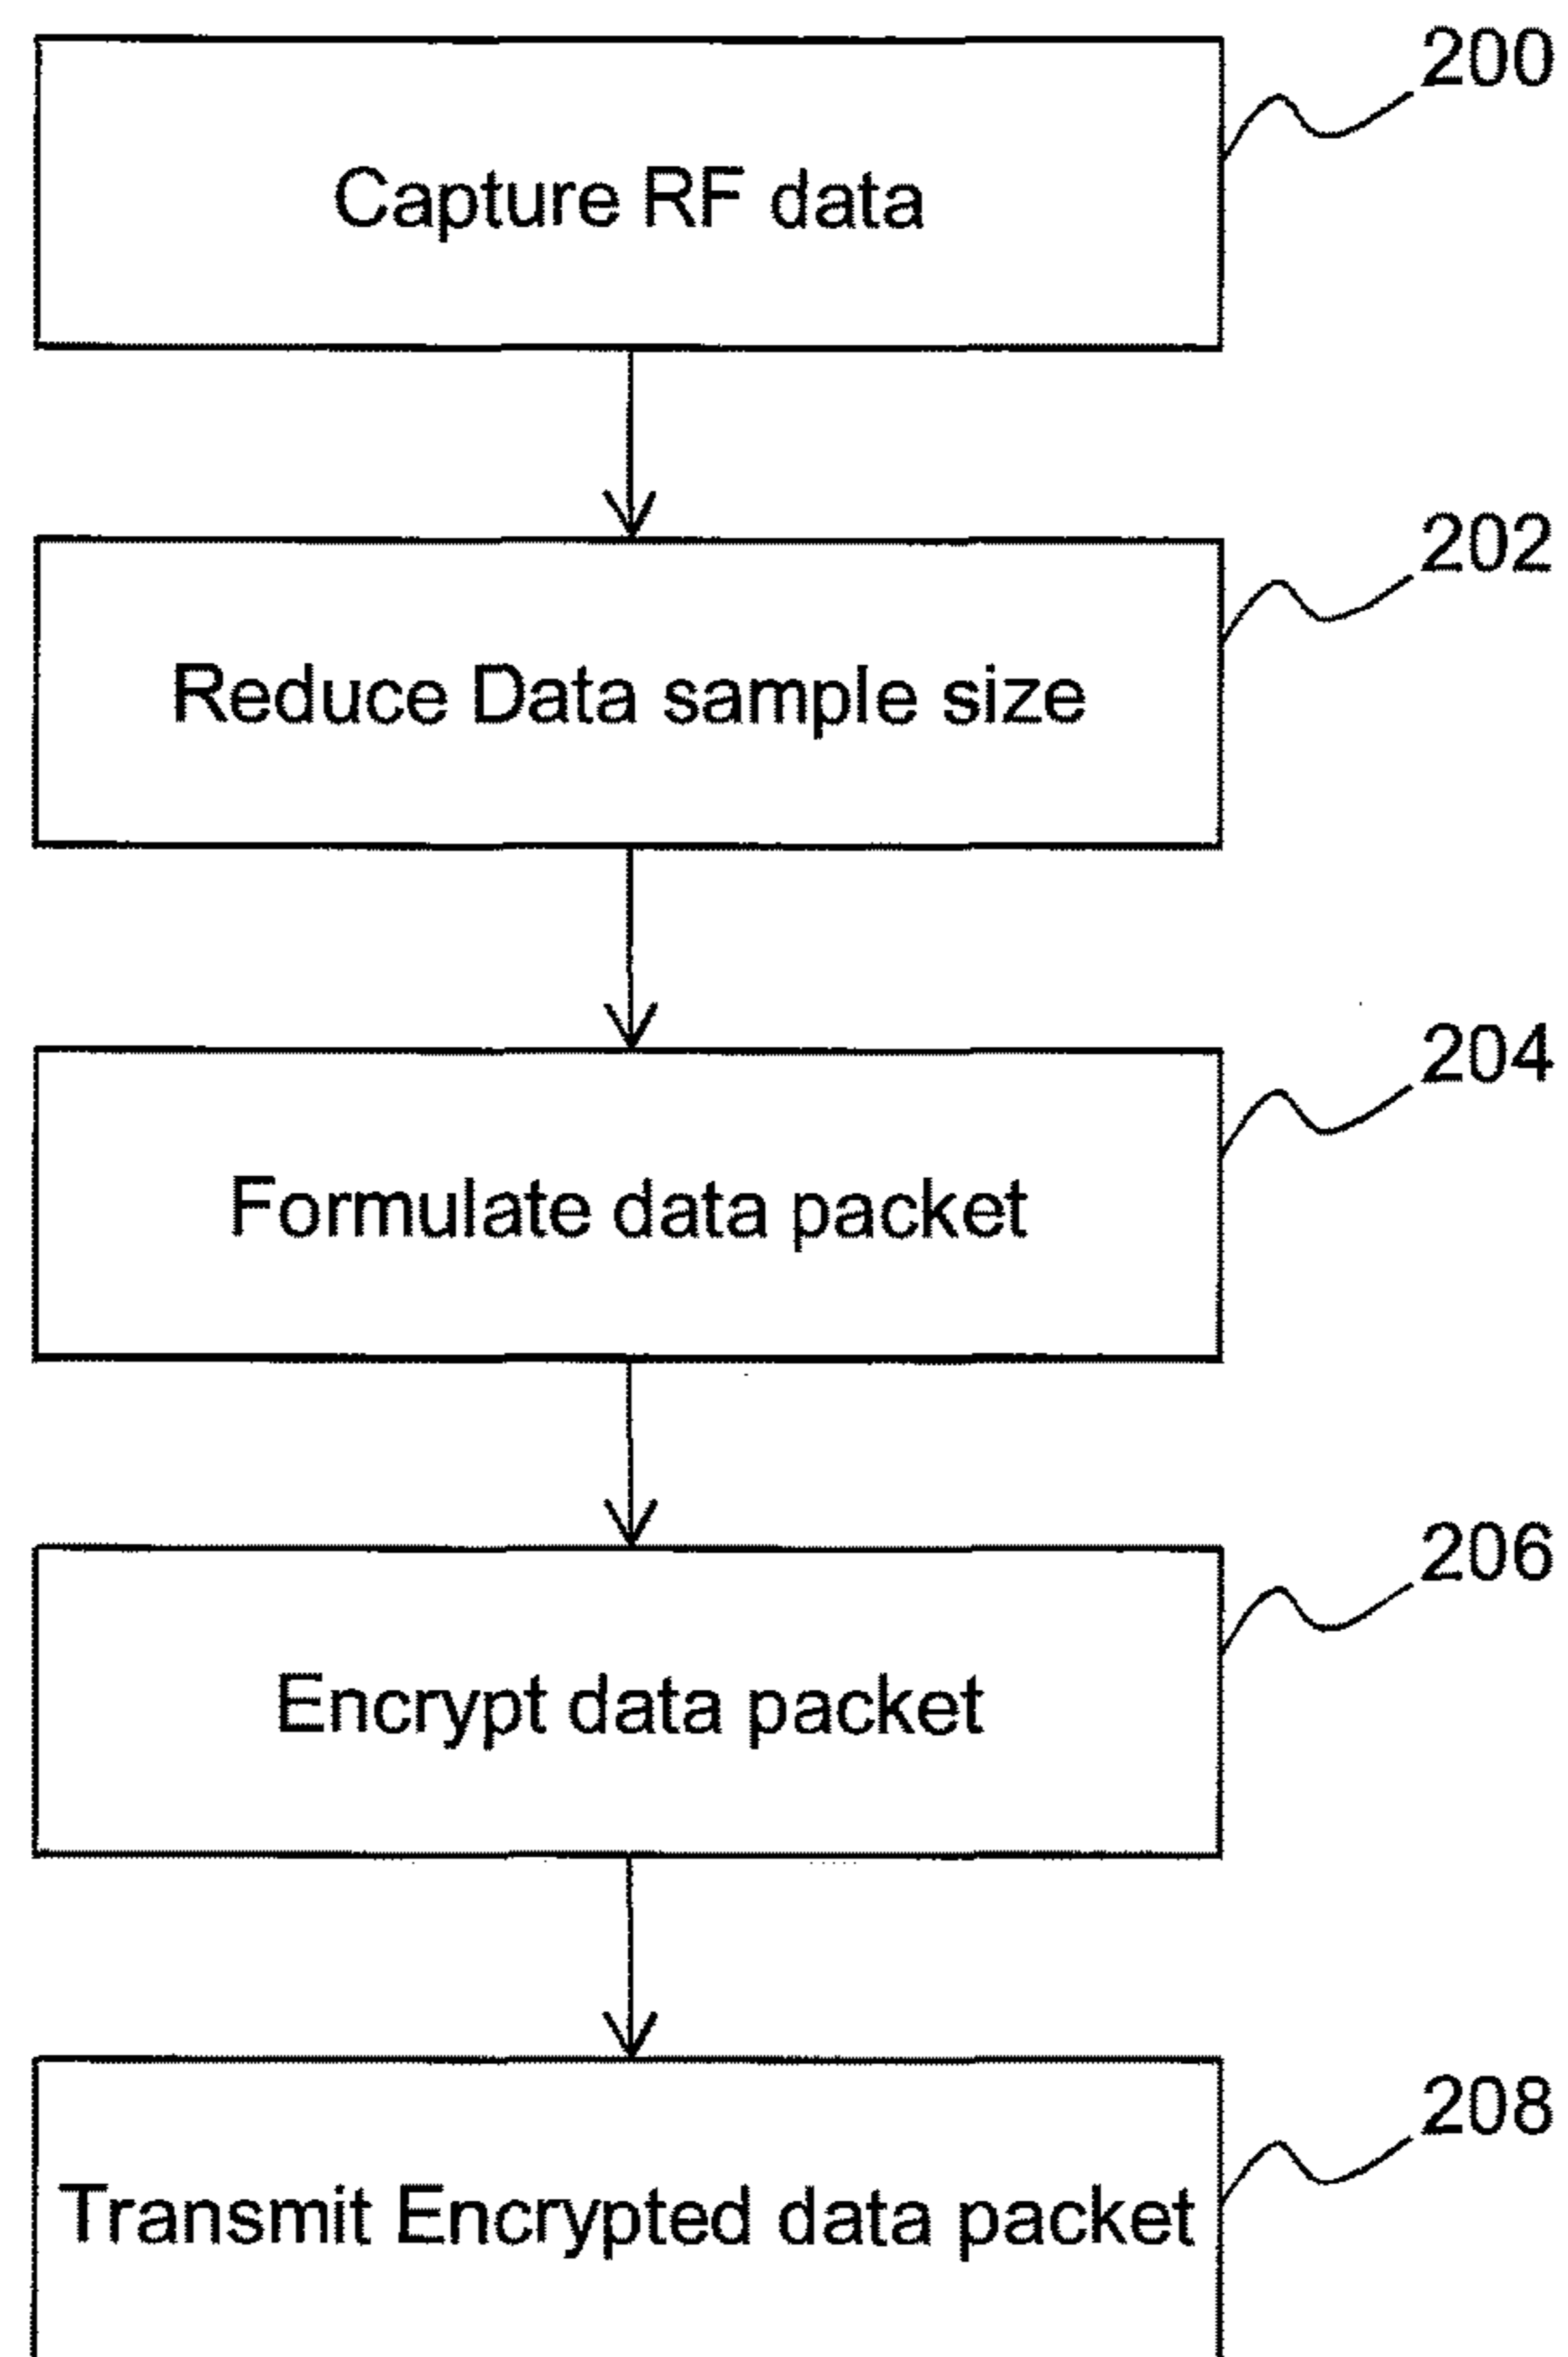 200
Capture RF data
202
Reduce Data sample size
204
Formulate data packet
206
Encrypt data packet
208
Transmit Encrypted data packet